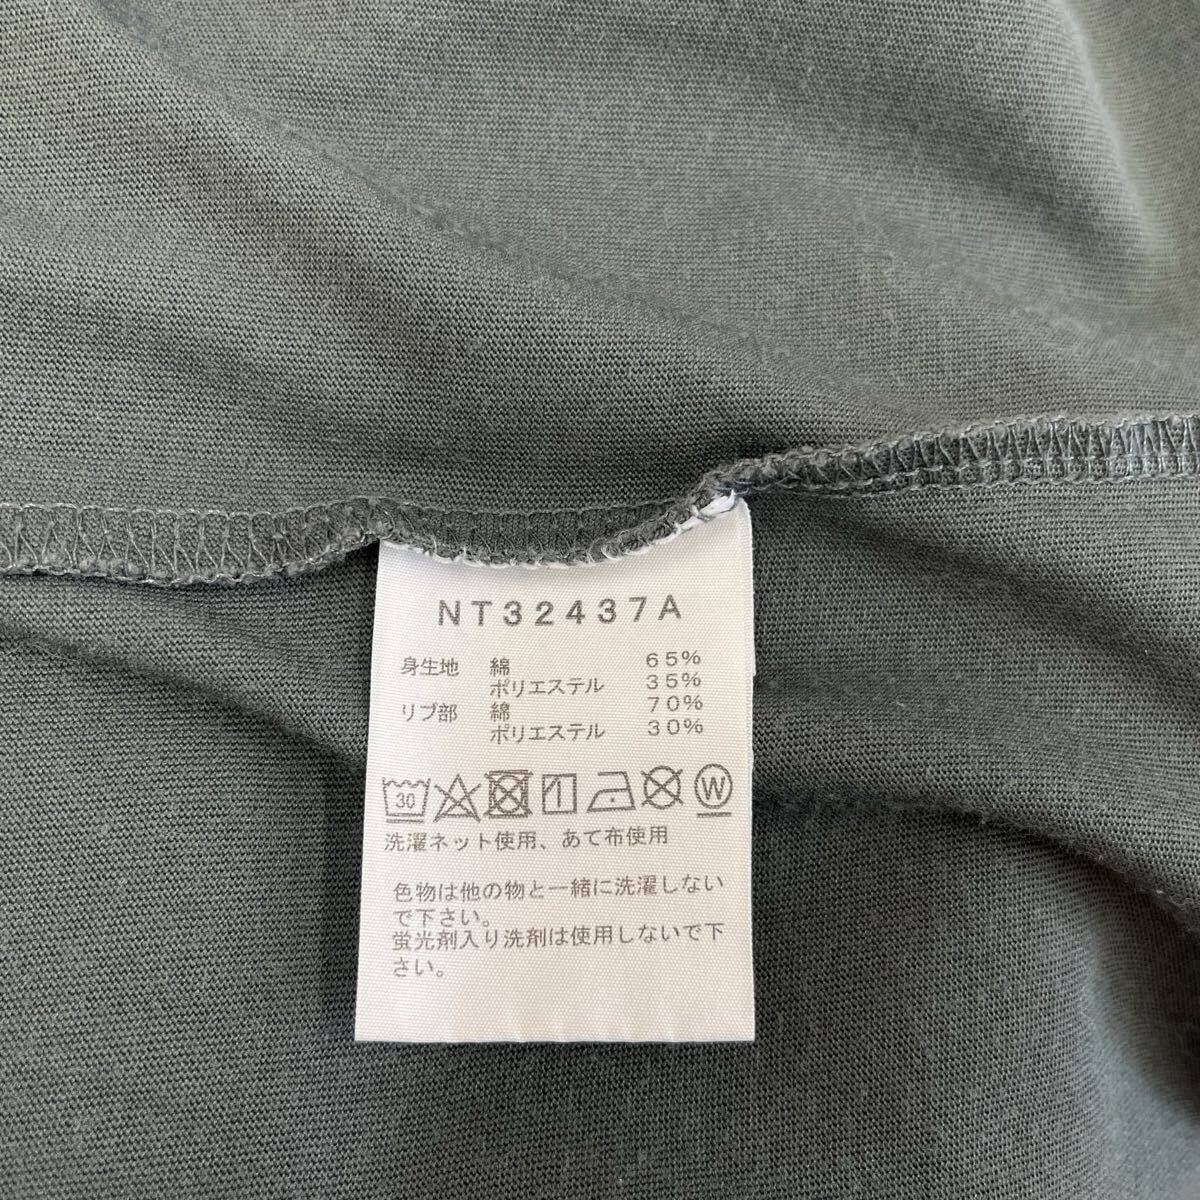 NT32437A
身生地 綿 65%
ポリエステル 35%
リブ部 綿 70%
ポリエステル 30%
30 W
洗濯ネット使用、あて布使用
色物は他の物と一緒に洗濯しない
で下さい。
蛍光剤入り洗剤は使用しないで下
さい。